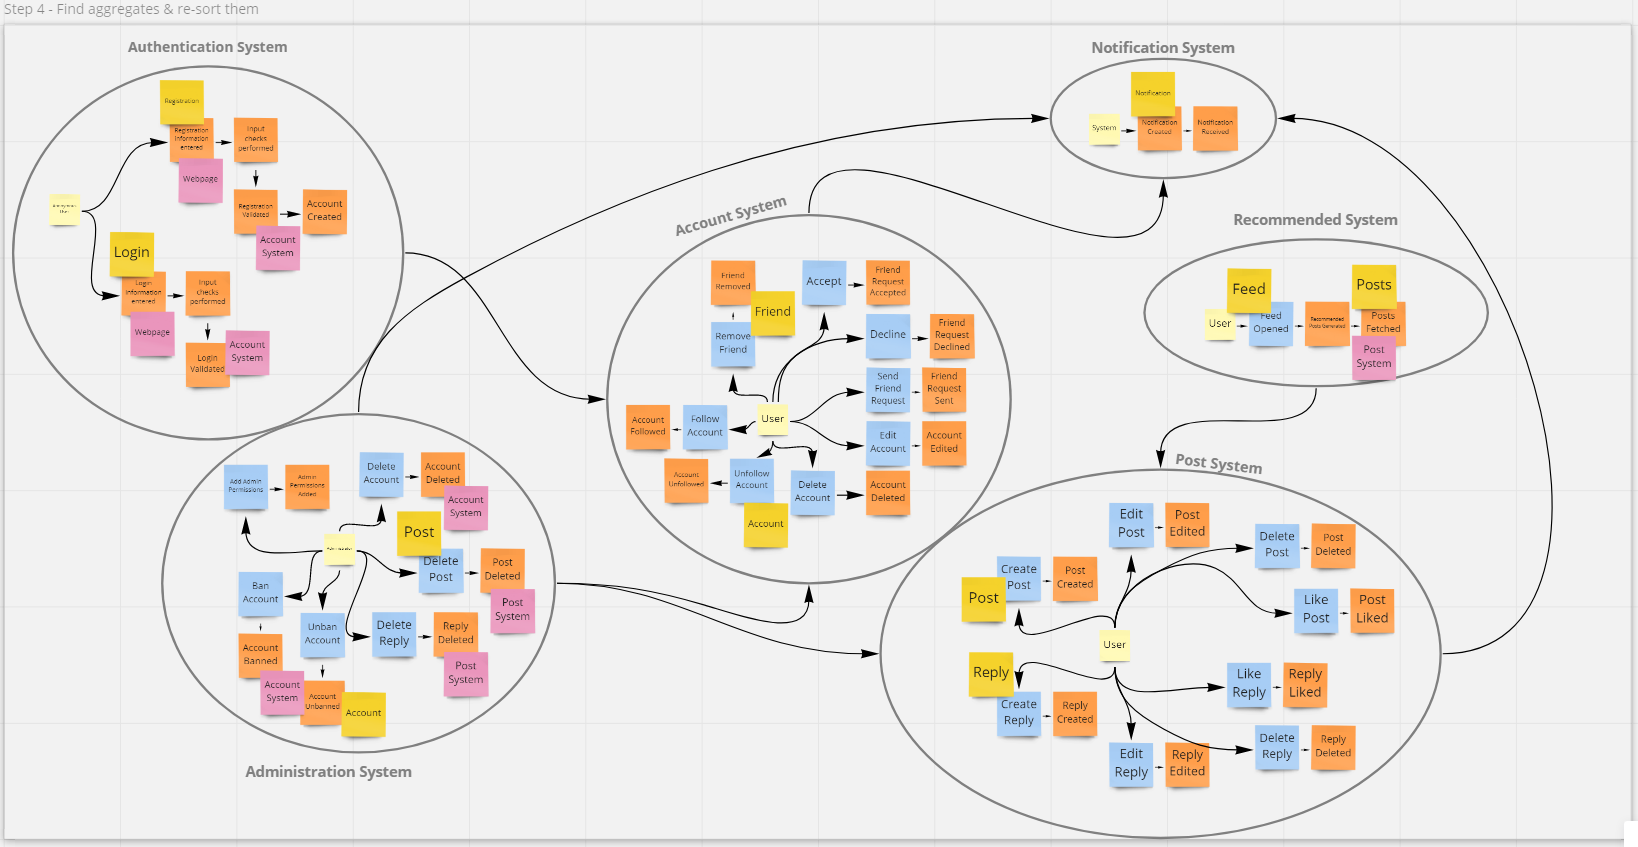 Step 4 - Find aggregates & re-sort them
Authentication System
Registration
Registration
Information
entered
Input
checks
performed
Webpage
Anonymous
User
Registration
Validated
Account
Created
Account
System
Login
Login
Information
entered
Input
checks
performed
Webpage
Account
System
Login
Validated
Notification System
Notification
System
Notification
Created
Notification
Received
Account System
Friend
Removed
Friend
Remove
Friend
Accept
Friend
Request
Accepted
Decline
Friend
Request
Declined
Send
Friend
Request
Friend
Request
Sent
User
Follow
Account
Account
Followed
Edit
Account
Account
Edited
Unfollow
Account
Account
Unfollowed
Account
Delete
Account
Account
Deleted
Recommended System
Feed
User
Feed
Opened
Recommended
Posts Generated
Posts
Posts
Fetched
Post
System
Add Admin
Permissions
Admin
Permissions
Added
Delete
Account
Account
Deleted
Account
System
Post
Administrator
Delete
Post
Post
Deleted
Post
System
Ban
Account
Account
Banned
Account
System
Unban
Account
Account
Unbanned
Account
Delete
Reply
Reply
Deleted
Post
System
Administration System
Post System
Edit
Post
Post
Edited
Delete
Post
Post
Deleted
Create
Post
Post
Created
Post
Like
Post
Post
Liked
User
Reply
Create
Reply
Reply
Created
Like
Reply
Reply
Liked
Edit
Reply
Reply
Edited
Delete
Reply
Reply
Deleted